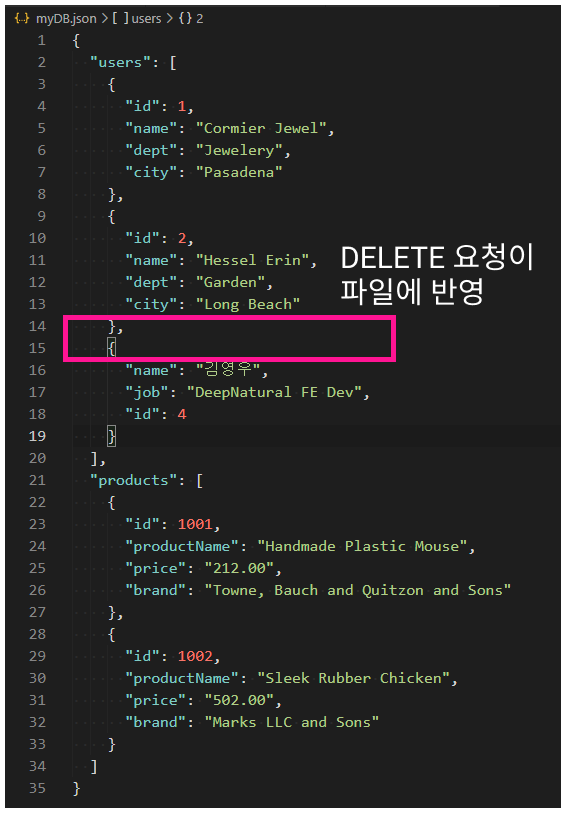 {..} myDB.json > [ ] users > { } 2
1 {
2 "users": [
3 {
4 "id": 1,
5 "name": "Cormier Jewel",
6 "dept": "Jewelery",
7 "city": "Pasadena"
8 },
9 {
10 "id": 2,
11 "name": "Hessel Erin",
12 "dept": "Garden",
13 "city": "Long Beach"
DELETE 요청이
파일에 반영
14 },
15 {
16 "name": "김영우",
17 "job": "DeepNatural FE Dev",
18 "id": 4
19 }
20 ],
21 "products": [
22 {
23 "id": 1001,
24 "productName": "Handmade Plastic Mouse",
25 "price": "212.00",
26 "brand": "Towne, Bauch and Quitzon and Sons"
27 },
28 {
29 "id": 1002,
30 "productName": "Sleek Rubber Chicken",
31 "price": "502.00",
32 "brand": "Marks LLC and Sons"
33 }
34 ]
35 }